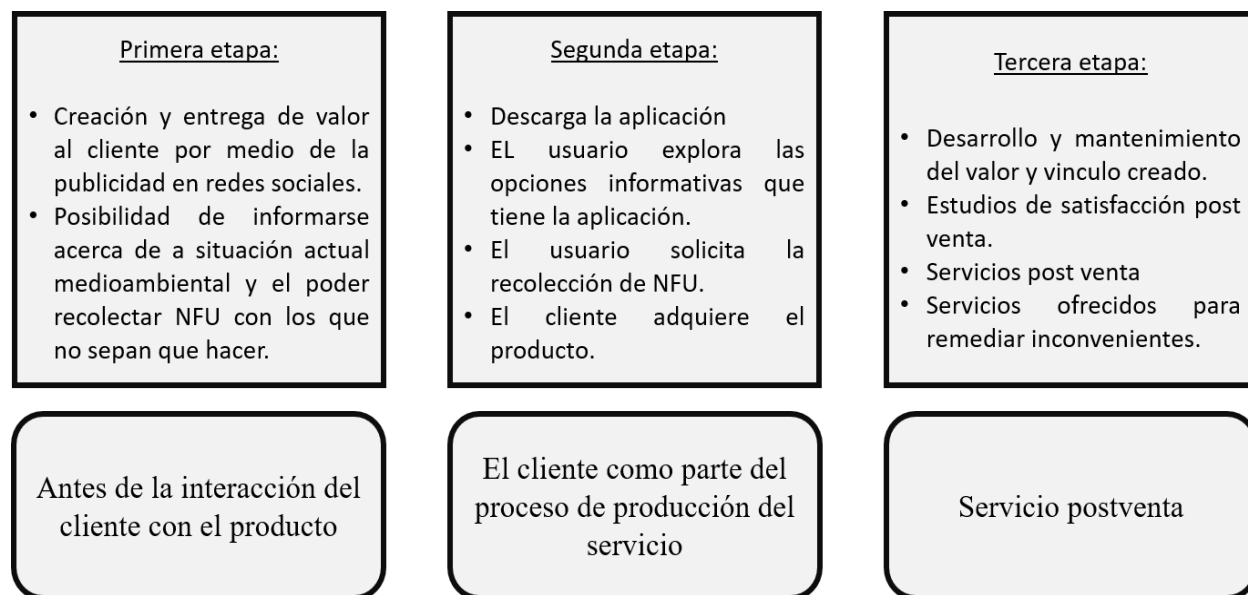 Primera etapa:
• Creación y entrega de valor
al cliente por medio de la
publicidad en redes sociales.
• Posibilidad de informarse
acerca de a situación actual
medioambiental y el poder
recolectar NFU con los que
no sepan que hacer.
Segunda etapa:
• Descarga la aplicación
• EL usuario explora las
opciones informativas que
tiene la aplicación.
• El usuario solicita la
recolección de NFU.
• El cliente adquiere el
producto.
Tercera etapa:
• Desarrollo y mantenimiento
del valor y vinculo creado.
• Estudios de satisfacción post
venta.
• Servicios post venta
• Servicios ofrecidos para
remediar inconvenientes.
Antes de la interacción del
cliente con el producto
El cliente como parte del
proceso de producción del
servicio
Servicio postventa